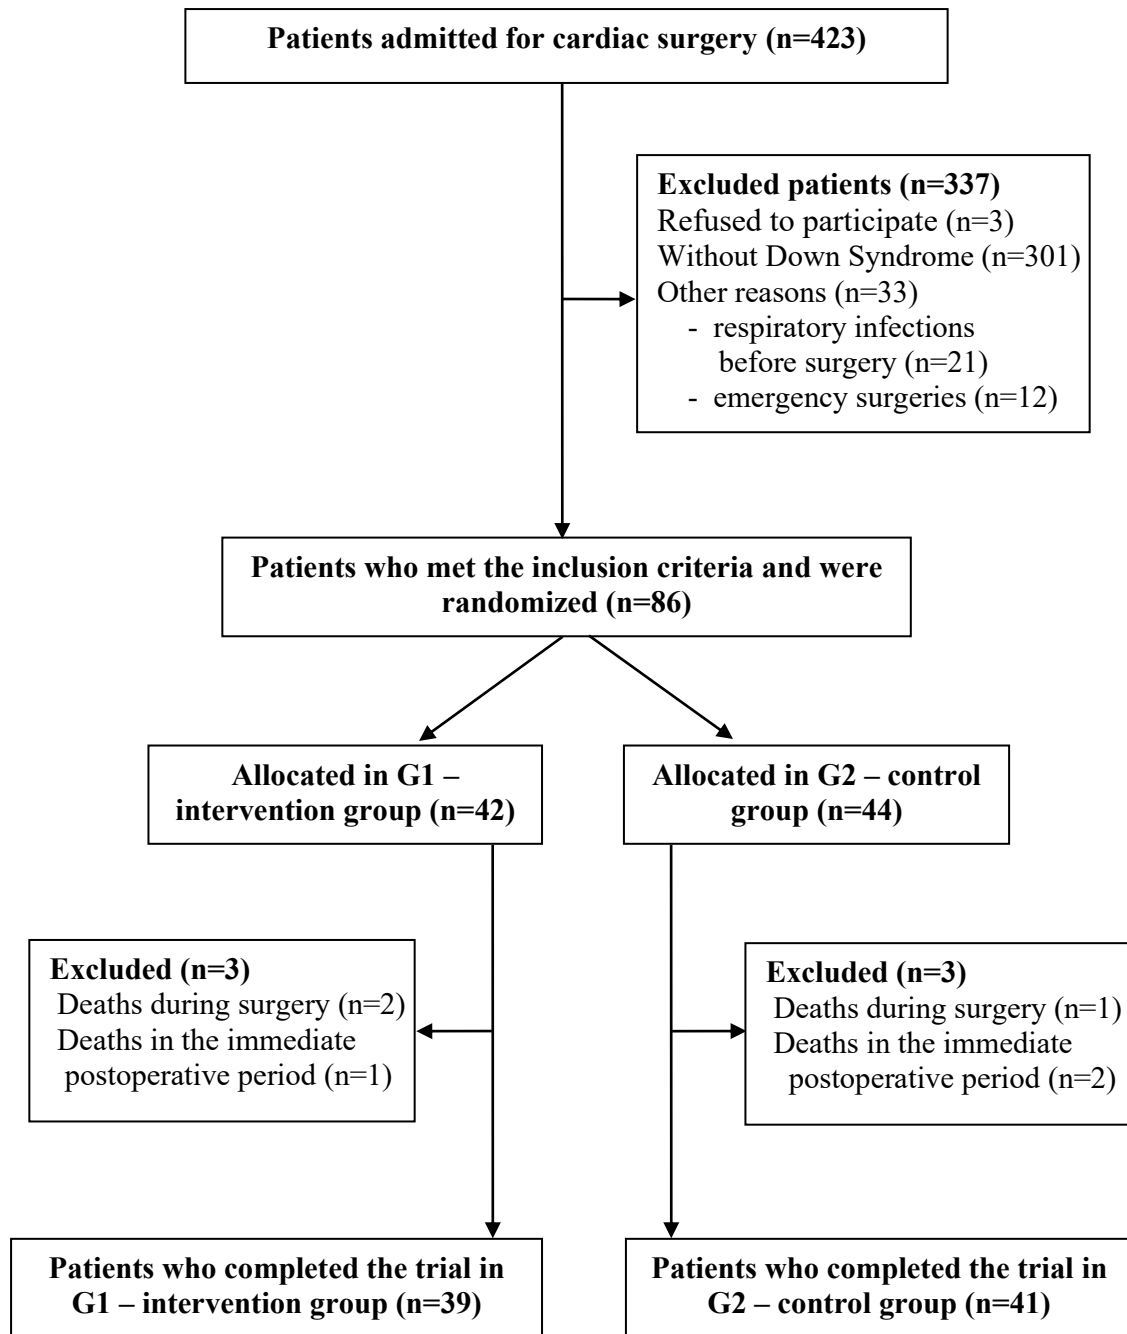 Patients admitted for cardiac surgery (n=423)
Excluded patients (n=337)
Refused to participate (n=3)
Without Down Syndrome (n=301)
Other reasons (n=33)
- respiratory infections
before surgery (n=21)
- emergency surgeries (n=12)
Patients who met the inclusion criteria and were
randomized (n=86)
Allocated in G1 –
intervention group (n=42)
Allocated in G2 – control
group (n=44)
Excluded (n=3)
Deaths during surgery (n=2)
Deaths in the immediate
postoperative period (n=1)
Excluded (n=3)
Deaths during surgery (n=1)
Deaths in the immediate
postoperative period (n=2)
Patients who completed the trial in
G1 – intervention group (n=39)
Patients who completed the trial in
G2 – control group (n=41)